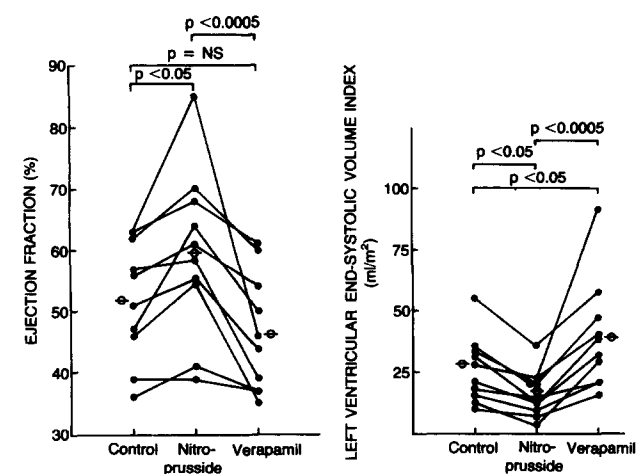 p <0.0005
p = NS
p <0.05
90
80
70
60
50
40
30
EJECTION FRACTION (%)
Control
Nitro-
prusside
Verapamil
p <0.0005
p <0.05
p <0.05
100
75
50
25
LEFT VENTRICULAR END-SYSTOLIC VOLUME INDEX
(ml/m²)
Control
Nitro-
prusside
Verapamil